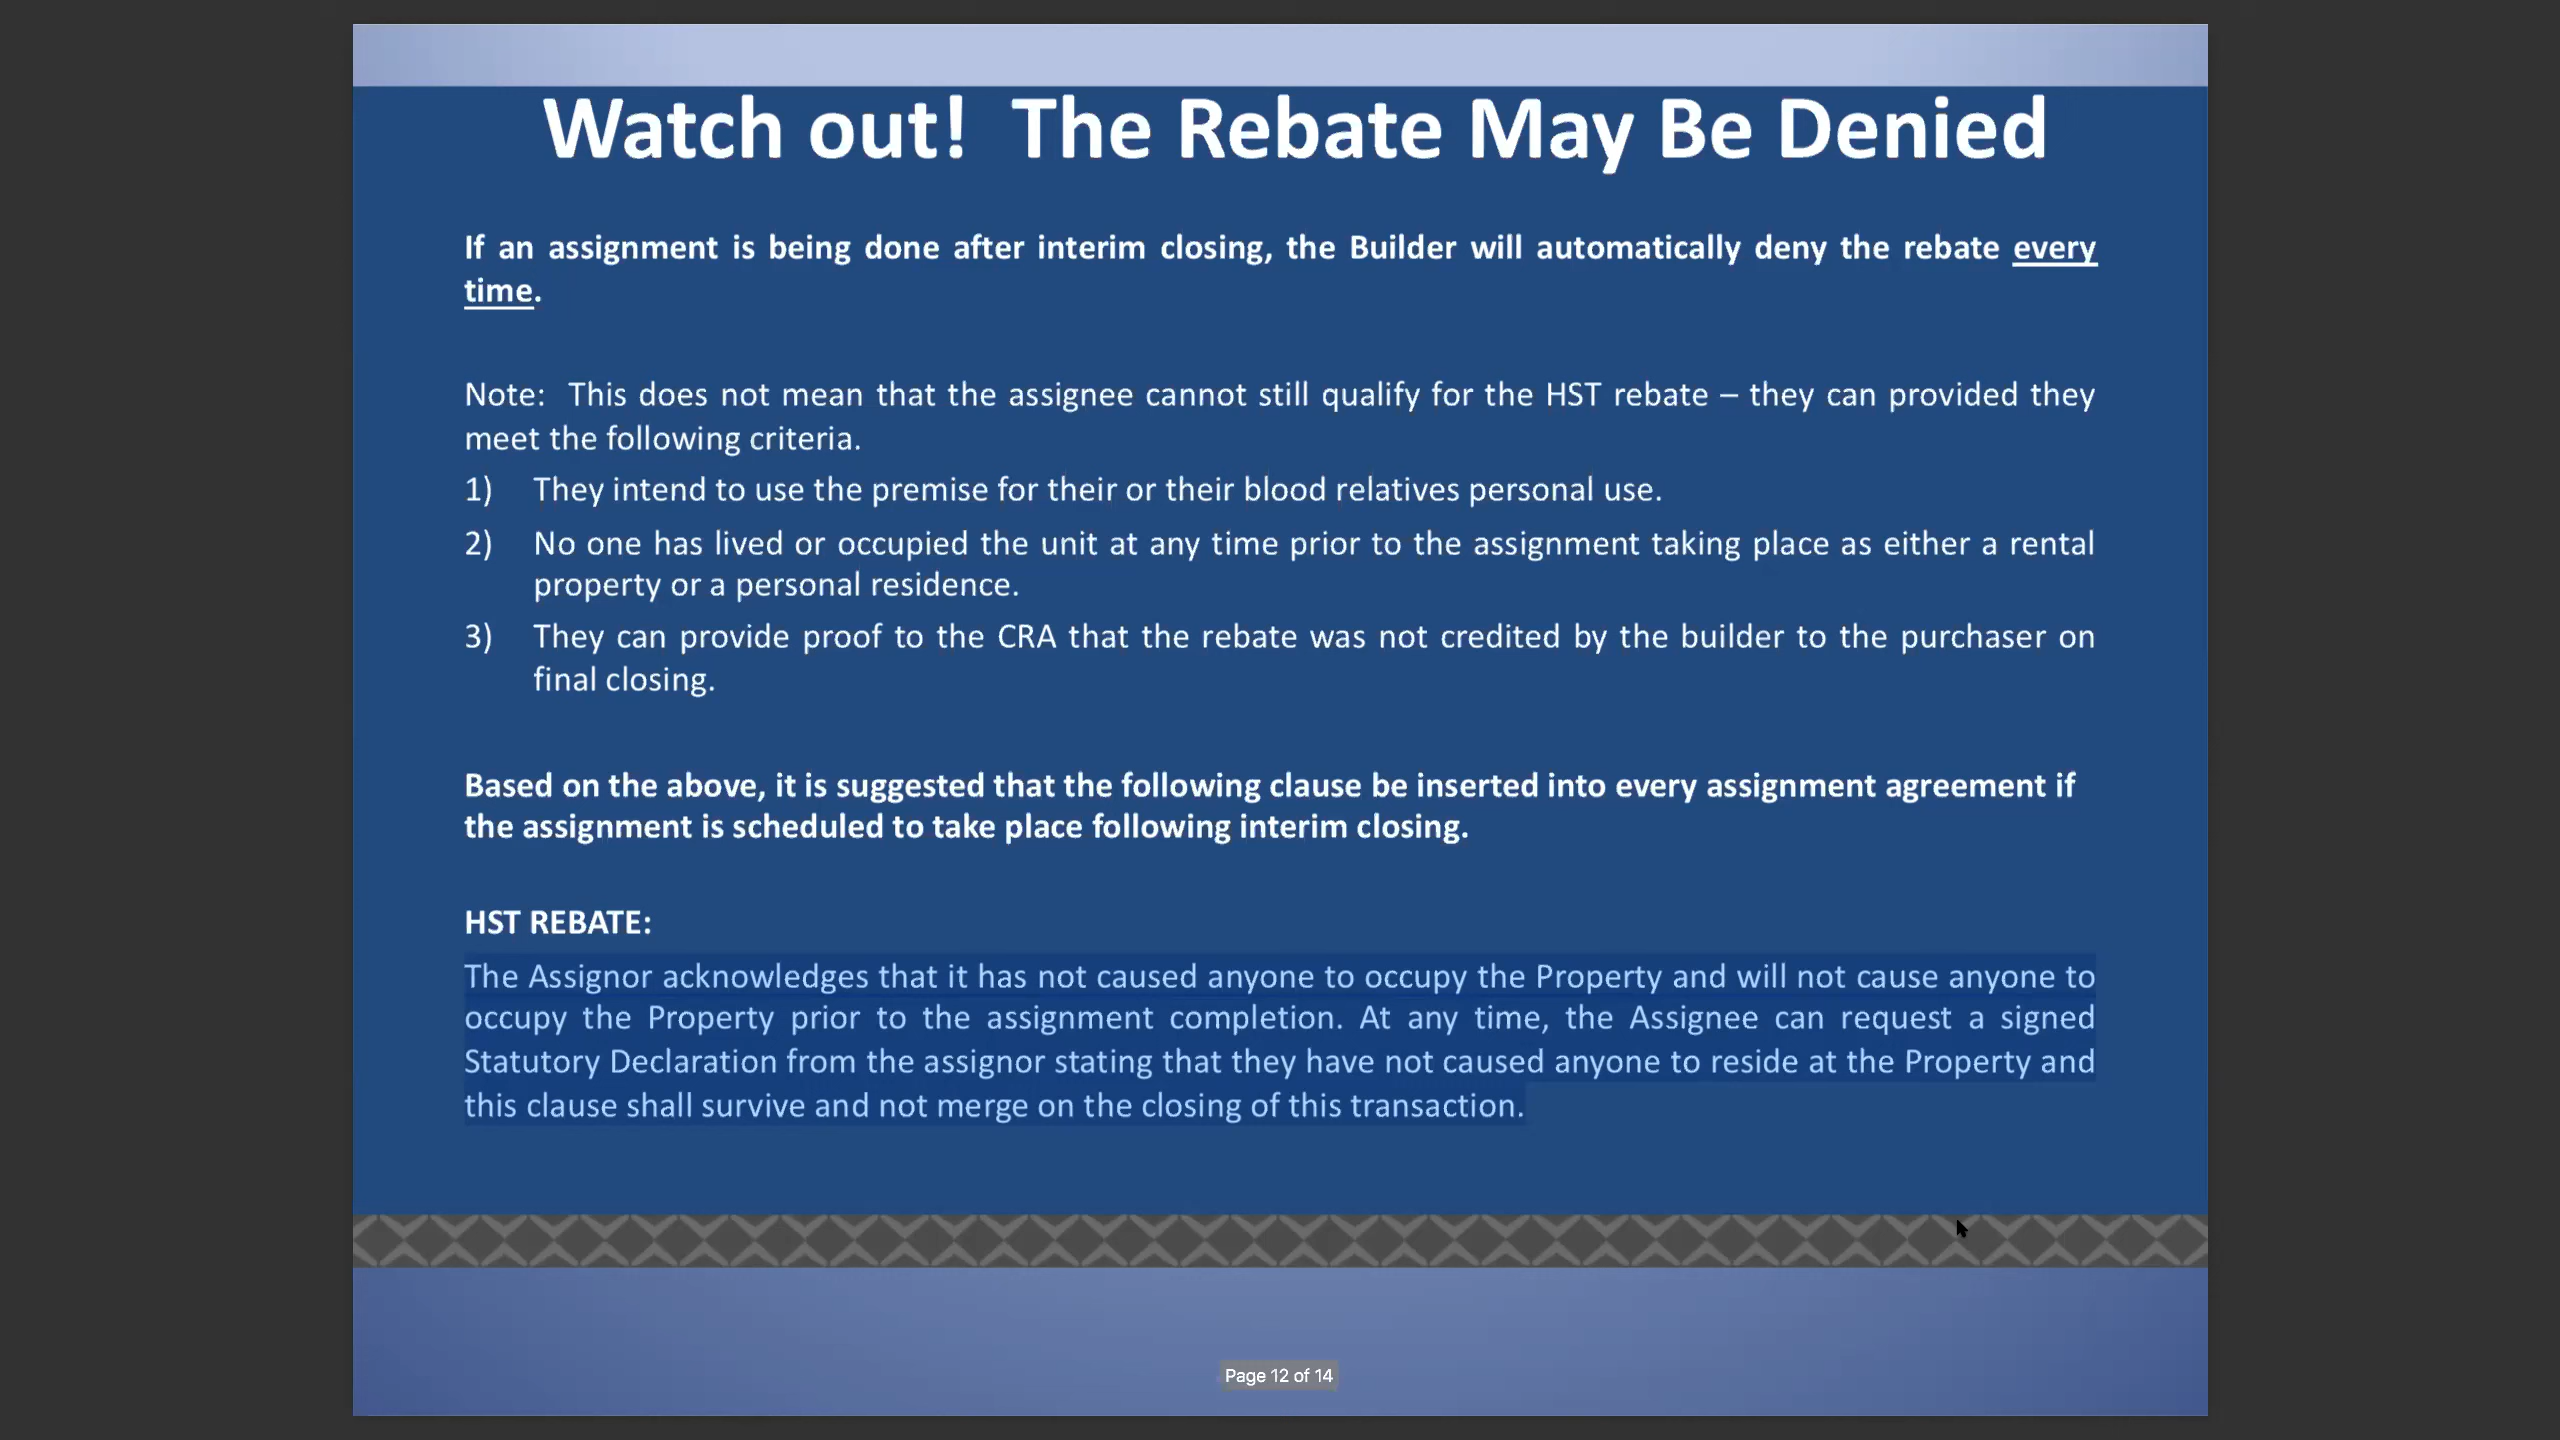 Watch out! The Rebate May Be Denied
If an assignment is being done after interim closing, the Builder will automatically deny the rebate every
time.
Note: This does not mean that the assignee cannot still qualify for the HST rebate – they can provided they
meet the following criteria.
1) They intend to use the premise for their or their blood relatives personal use.
2) No one has lived or occupied the unit at any time prior to the assignment taking place as either a rental
property or a personal residence.
3) They can provide proof to the CRA that the rebate was not credited by the builder to the purchaser on
final closing.
Based on the above, it is suggested that the following clause be inserted into every assignment agreement if
the assignment is scheduled to take place following interim closing.
HST REBATE:
The Assignor acknowledges that it has not caused anyone to occupy the Property and will not cause anyone to
occupy the Property prior to the assignment completion. At any time, the Assignee can request a signed
Statutory Declaration from the assignor stating that they have not caused anyone to reside at the Property and
this clause shall survive and not merge on the closing of this transaction.
Page 12 of 14